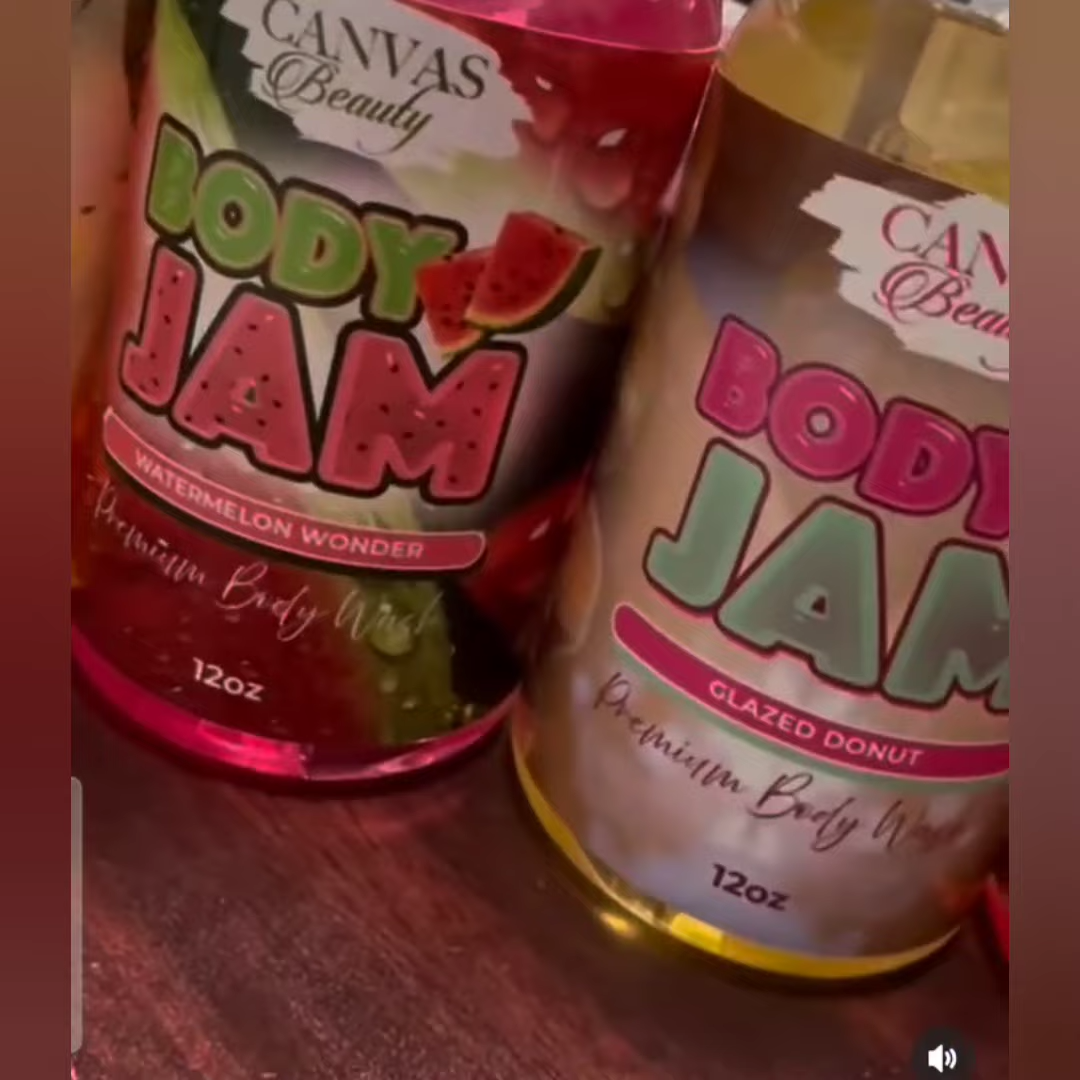 CANVAS
Beauty
BODY
JAM
WATERMELON WONDER
Premium Body Wash
12oz
CAN
Beau
BODY
JAM
GLAZED DONUT
Premium Body Wash
12oz